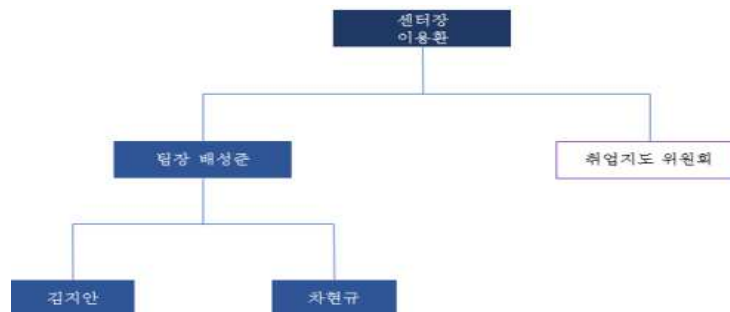 센터장
이용환
팀장 배성준
취업지도 위원회
김지안
차현규